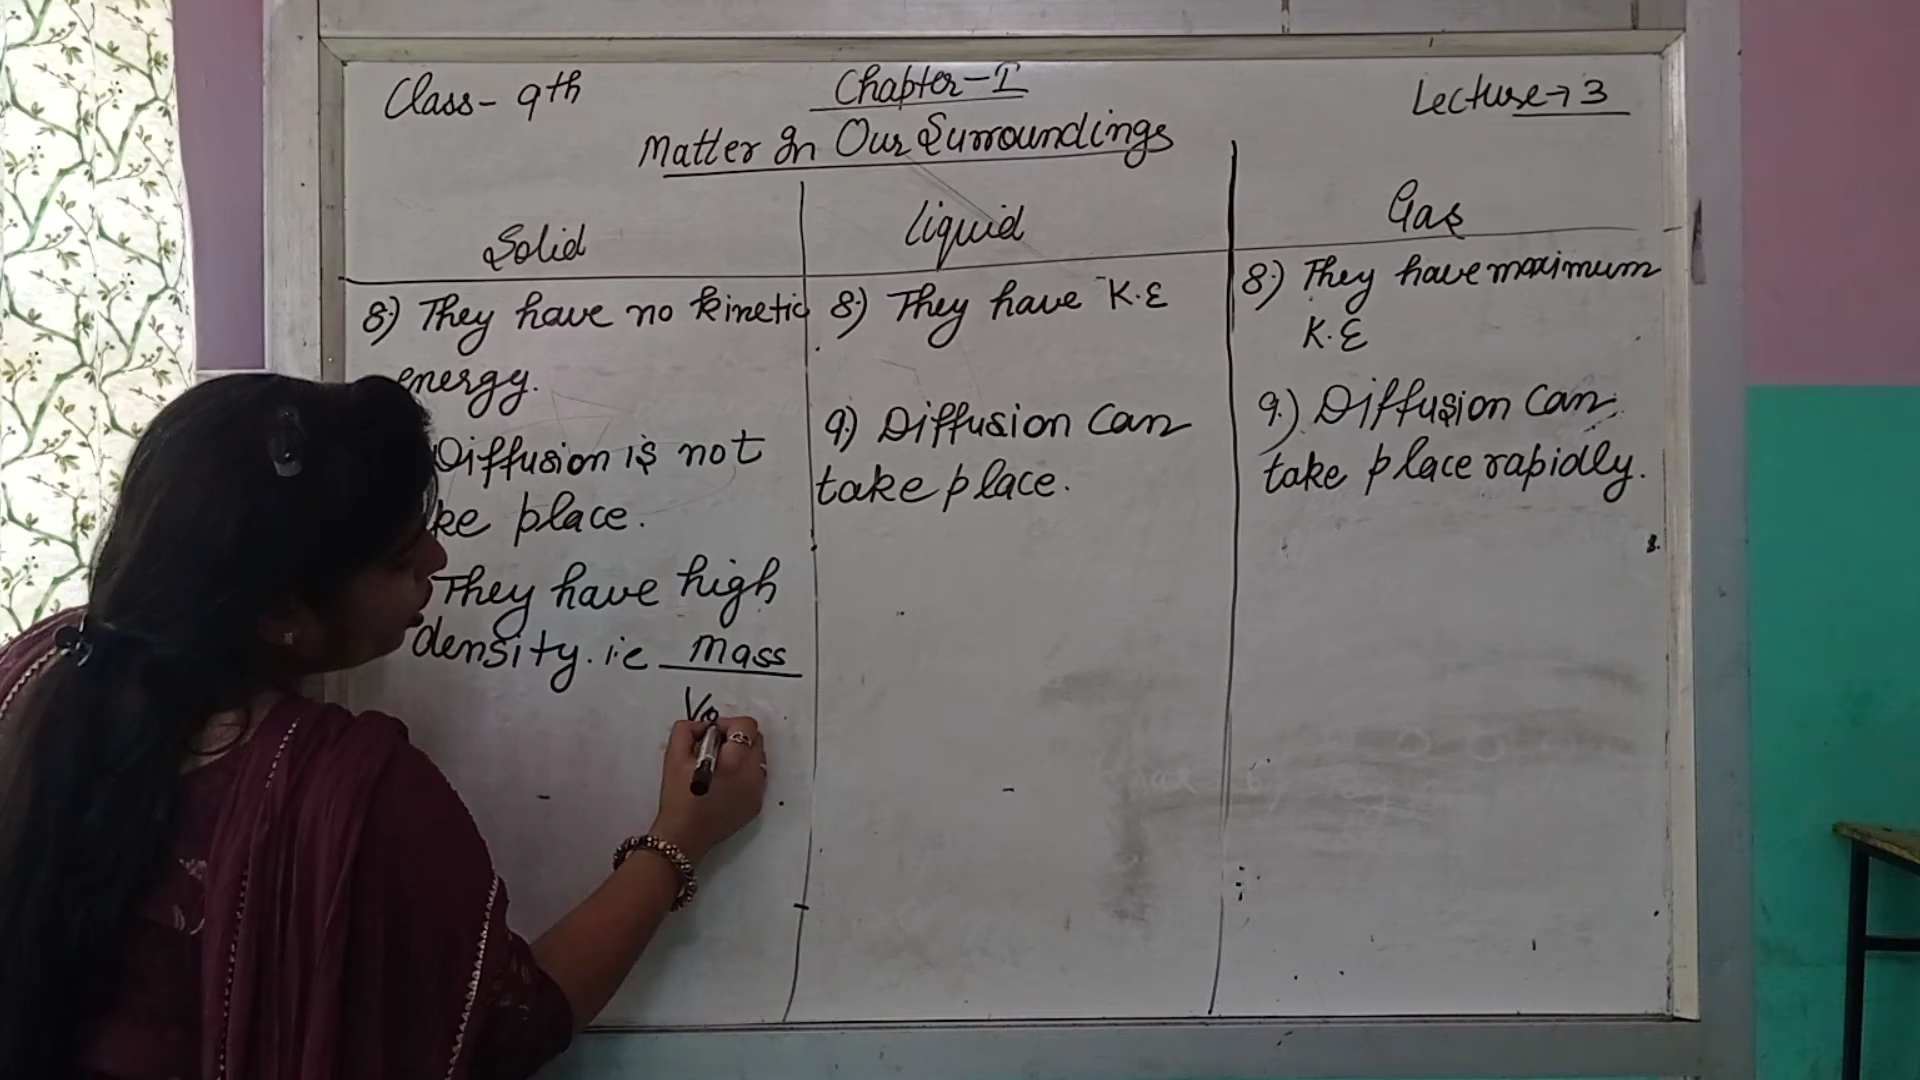 Class- 9th
Chapter-I
Lecture→3
Matter In Our Surroundings
Solid
8.) They have no kinetic
energy.
Diffusion is not
ke place.
They have high
density. i.e mass
Vo
Liquid
8.) They have K.E
9.) Diffusion can
take place.
Gas
8.) They have maximum
K.E
9.) Diffusion can
take place rapidly.